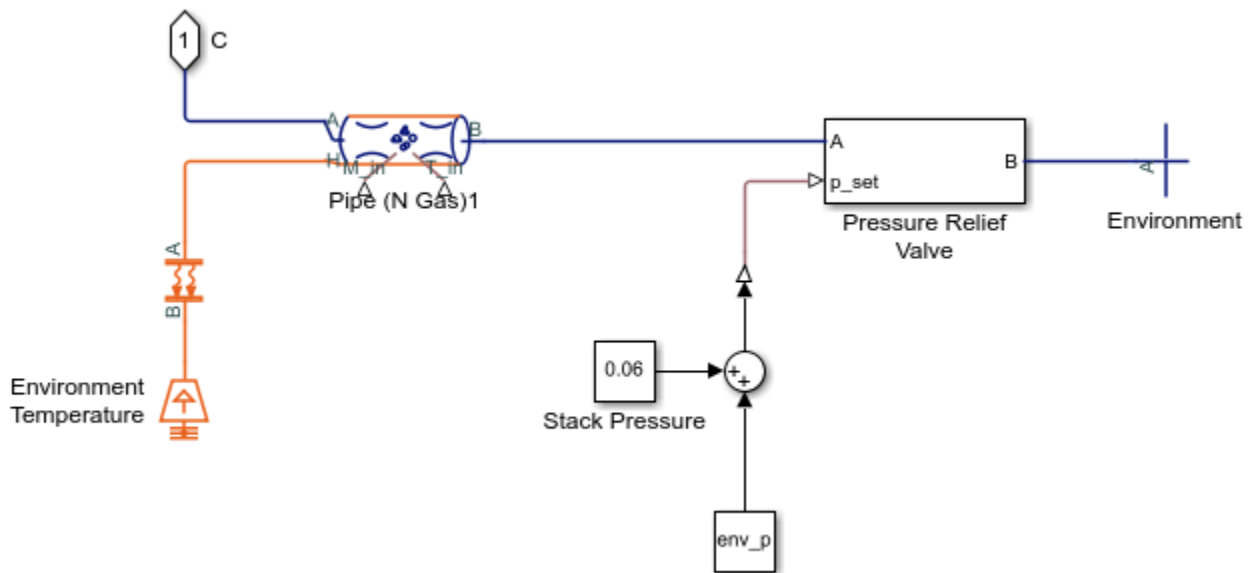 1 C
A
B
H
M_in T_in
Pipe (N Gas)1
A
B
A
p_set
B
Pressure Relief
Valve
A
Environment
Environment
Temperature
0.06
Stack Pressure
+
+
env_p